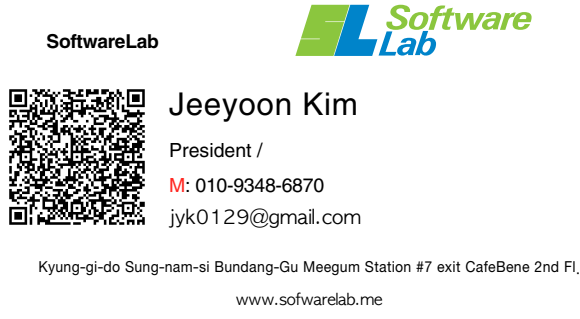 SoftwareLab
SL Software
Lab
Jeeyoon Kim
President /
M: 010-9348-6870
jyk0129@gmail.com
Kyung-gi-do Sung-nam-si Bundang-Gu Meegum Station #7 exit CafeBene 2nd Fl.
www.sofwarelab.me